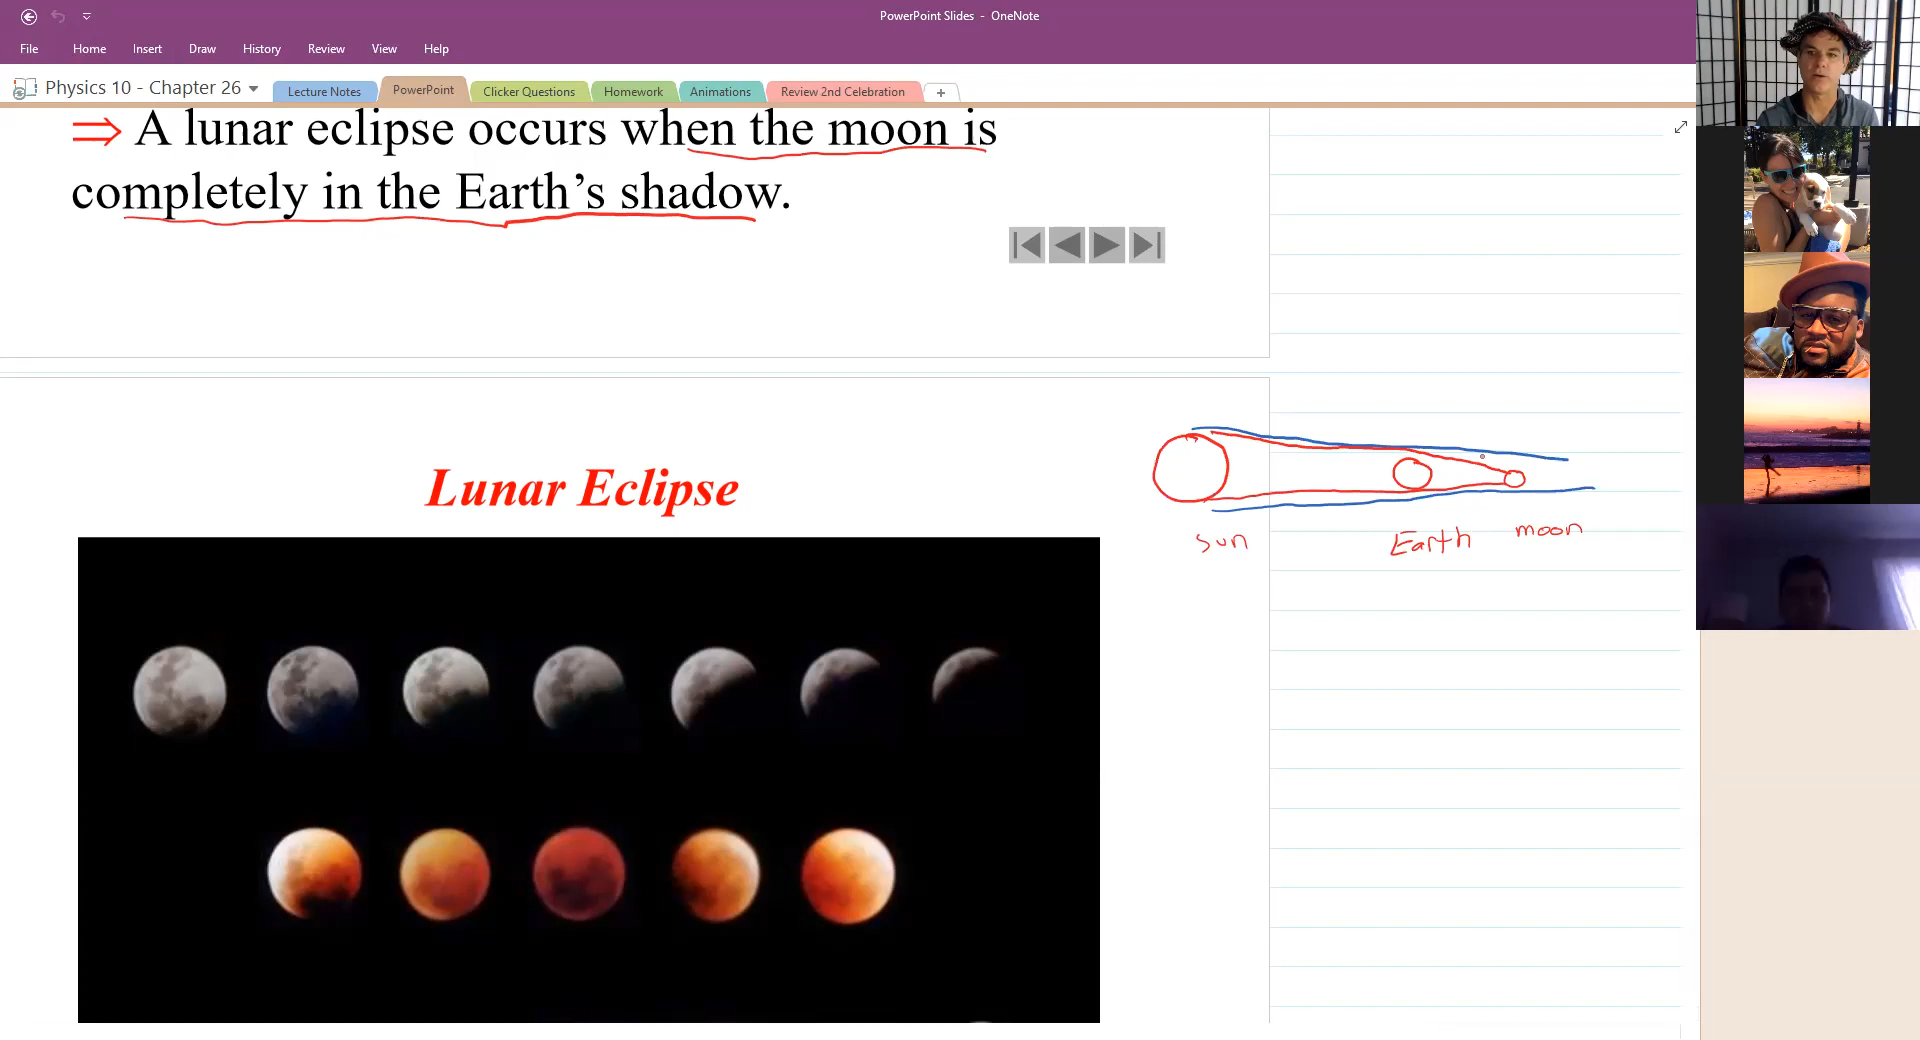 PowerPoint Slides - OneNote
File Home Insert Draw History Review View Help
Physics 10 - Chapter 26
Lecture Notes PowerPoint Clicker Questions Homework Animations Review 2nd Celebration +
⇒ A lunar eclipse occurs when the moon is
completely in the Earth’s shadow.
Lunar Eclipse
sun Earth moon